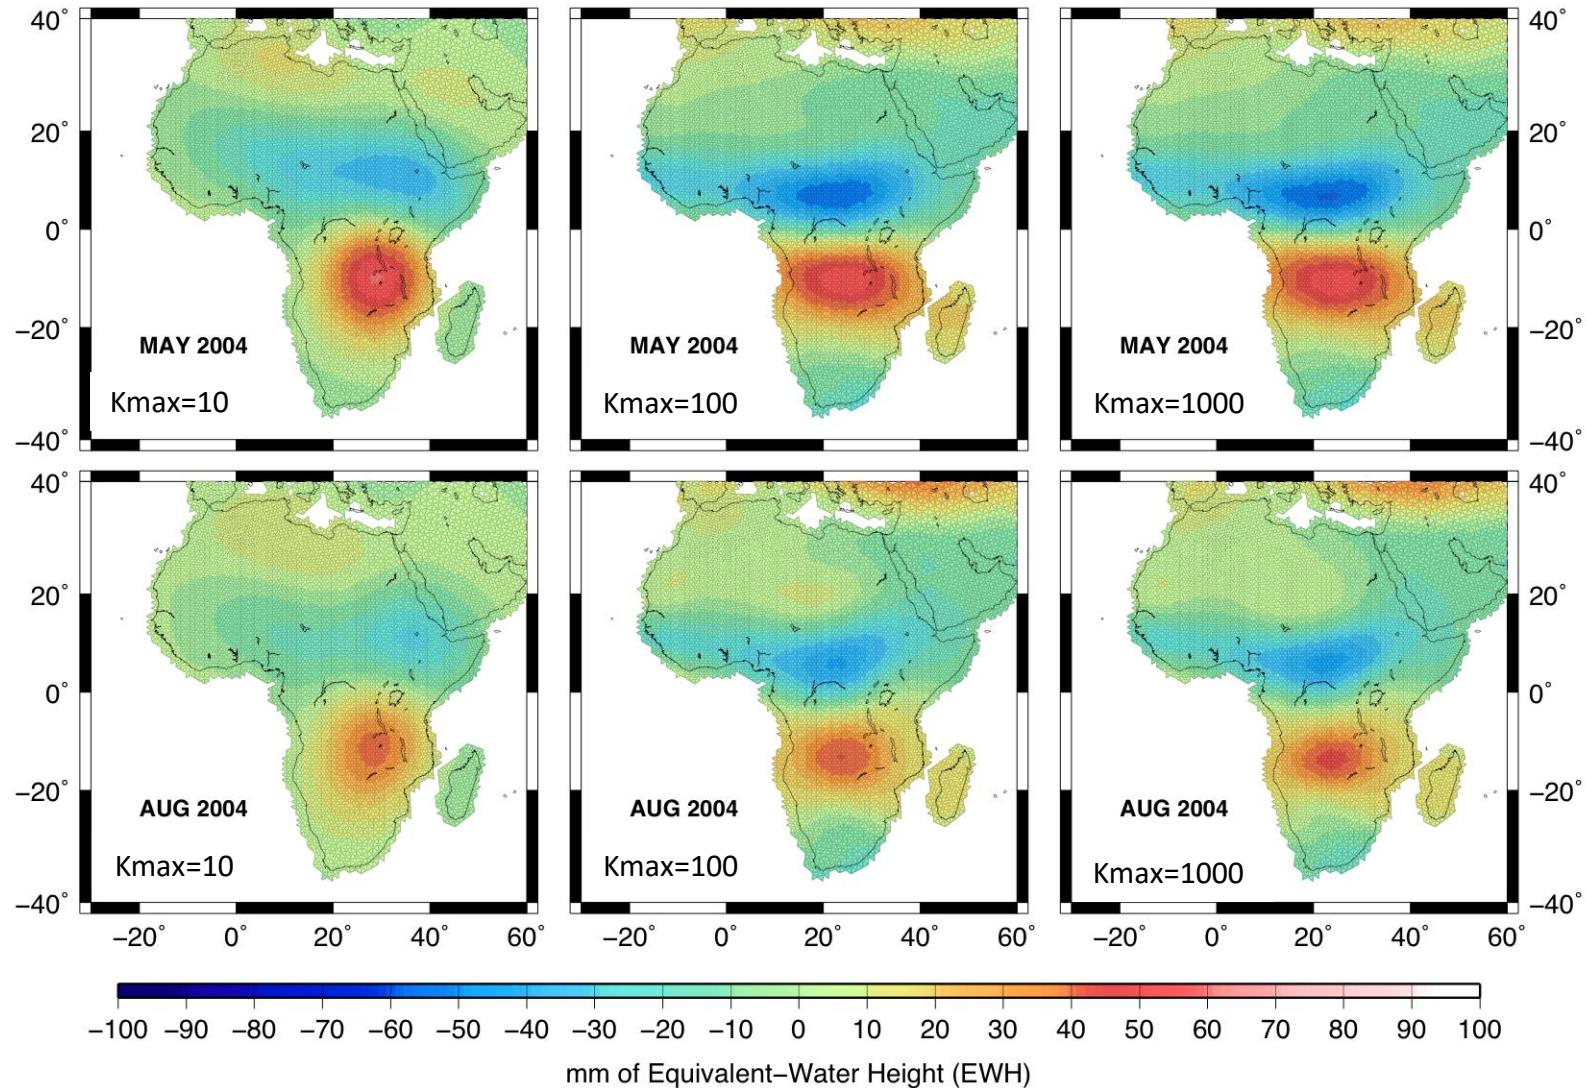 40° 40°
20° 20°
0° 0°
−20° −20°
MAY 2004 MAY 2004 MAY 2004
Kmax=10 Kmax=100 Kmax=1000
−40° −40°
40° 40°
20° 20°
0° 0°
−20° −20°
AUG 2004 AUG 2004 AUG 2004
Kmax=10 Kmax=100 Kmax=1000
−40° −40°
−20° 0° 20° 40° 60° −20° 0° 20° 40° 60° −20° 0° 20° 40° 60°
−100 −90 −80 −70 −60 −50 −40 −30 −20 −10 0 10 20 30 40 50 60 70 80 90 100
mm of Equivalent−Water Height (EWH)